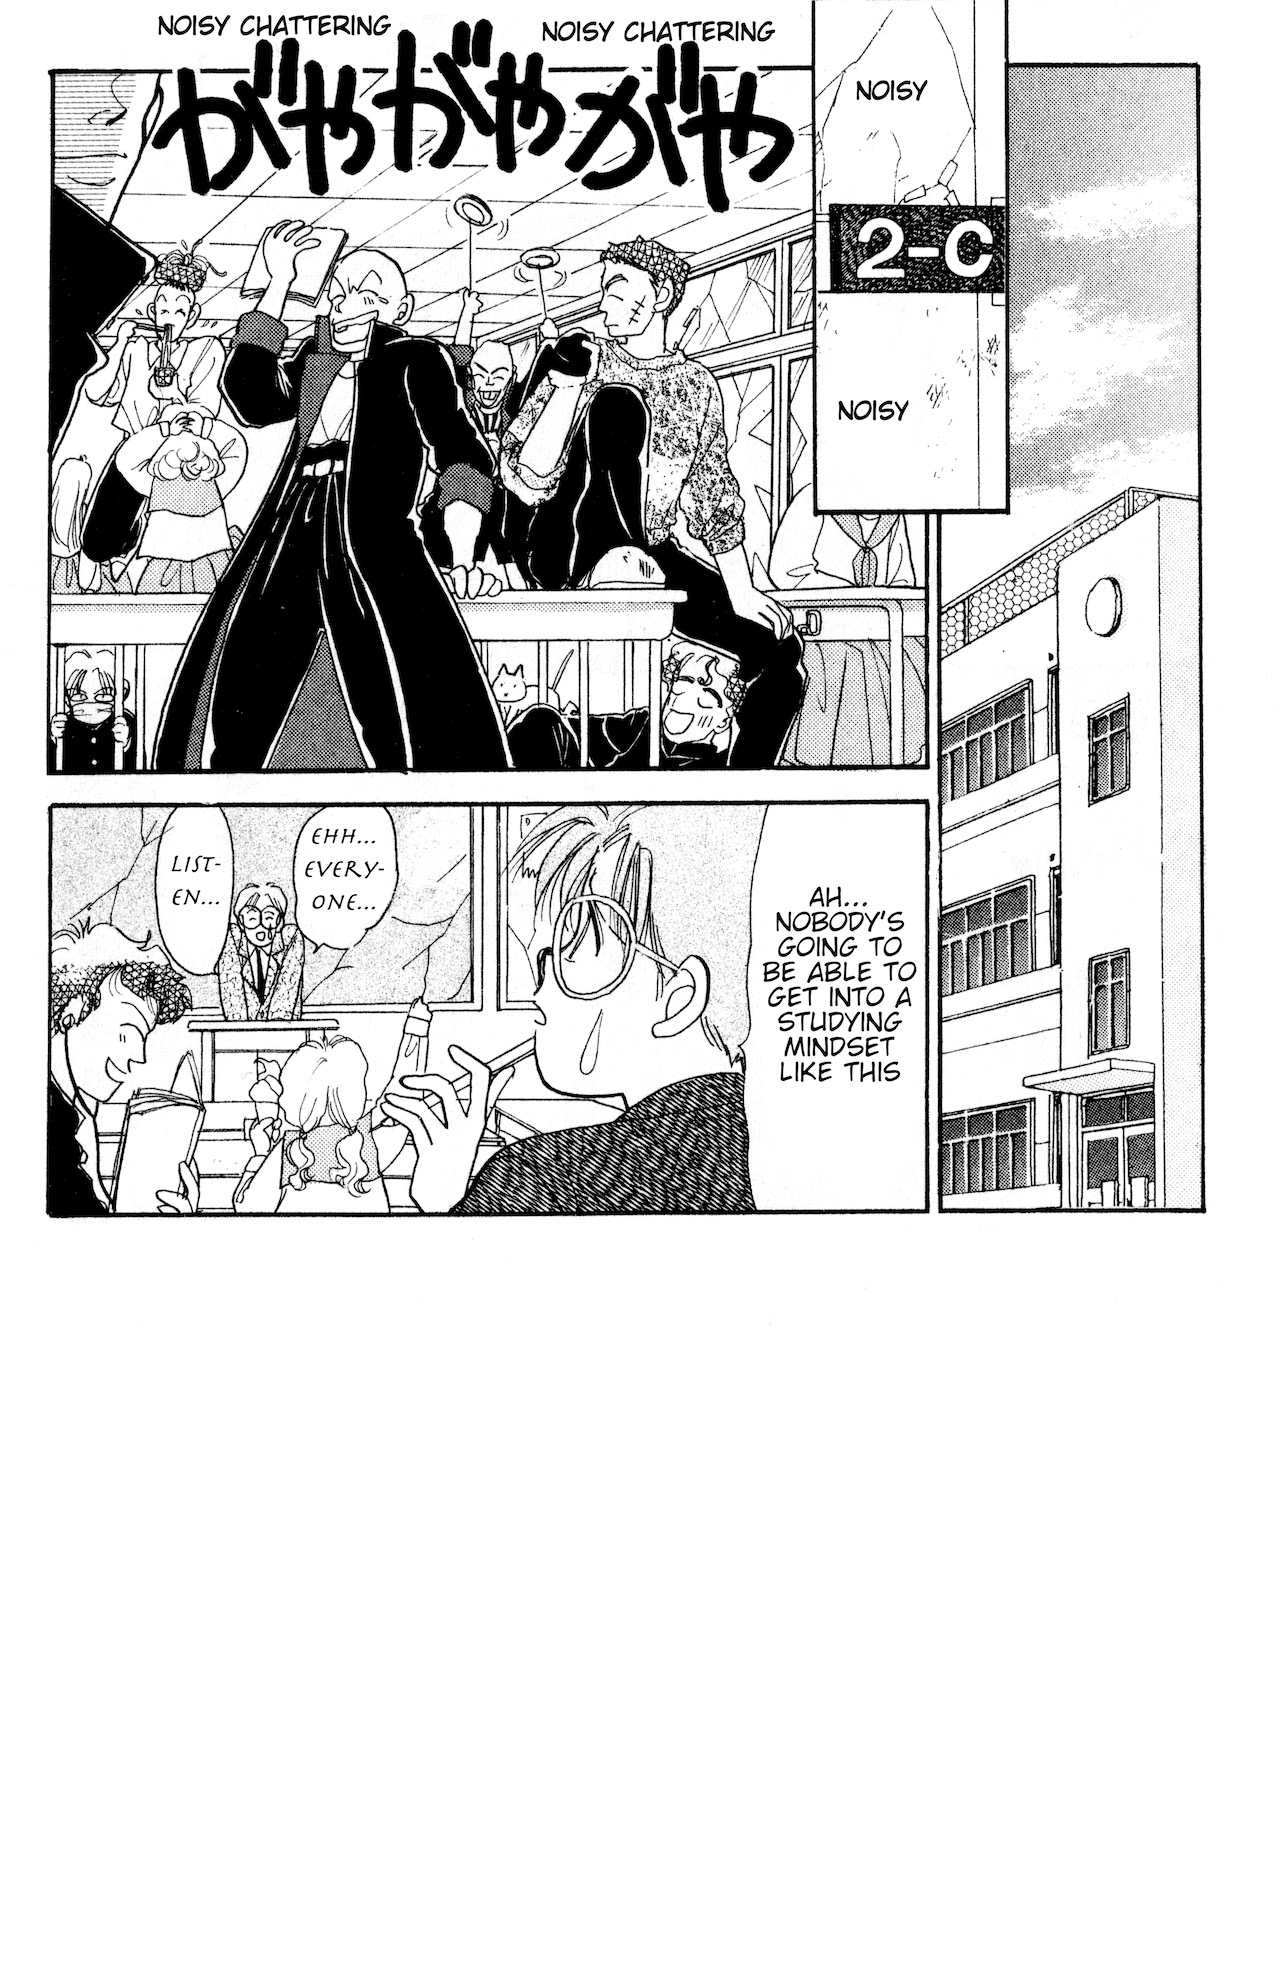 NOISY
2-C
NOISY
NOISY CHATTERING
NOISY CHATTERING
がやがやがや
EHH...
EVERY-
ONE...
LIST-
EN...
AH...
NOBODY'S
GOING TO
BE ABLE TO
GET INTO A
STUDYING
MINDSET
LIKE THIS